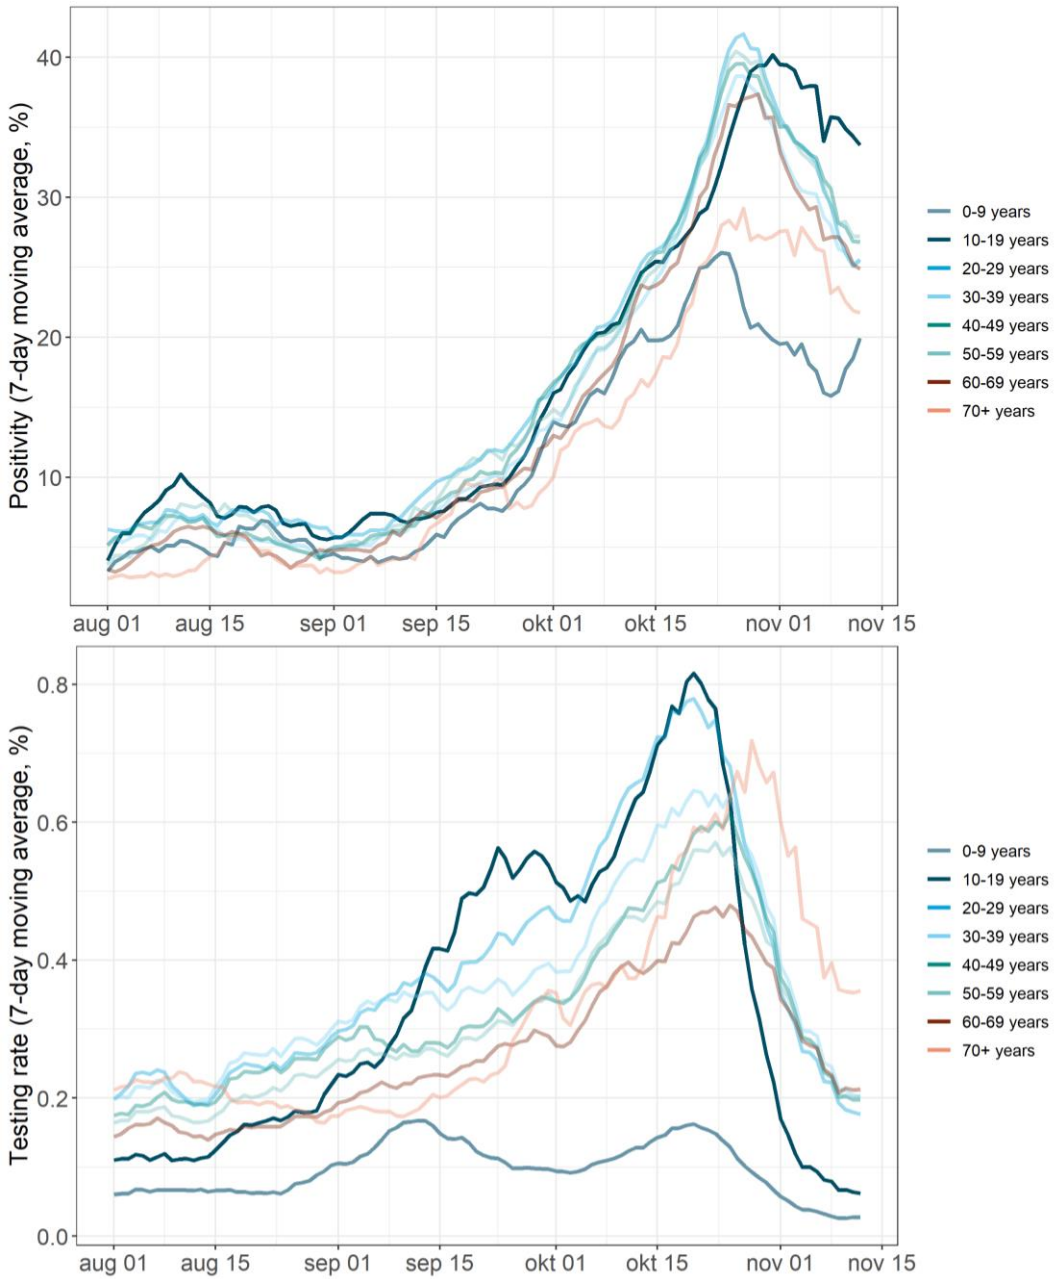 Positivity (7-day moving average, %)
40
30
20
10
aug 01 aug 15 sep 01 sep 15 okt 01 okt 15 nov 01 nov 15
0-9 years
10-19 years
20-29 years
30-39 years
40-49 years
50-59 years
60-69 years
70+ years
Testing rate (7-day moving average, %)
0.8
0.6
0.4
0.2
0.0
aug 01 aug 15 sep 01 sep 15 okt 01 okt 15 nov 01 nov 15
0-9 years
10-19 years
20-29 years
30-39 years
40-49 years
50-59 years
60-69 years
70+ years